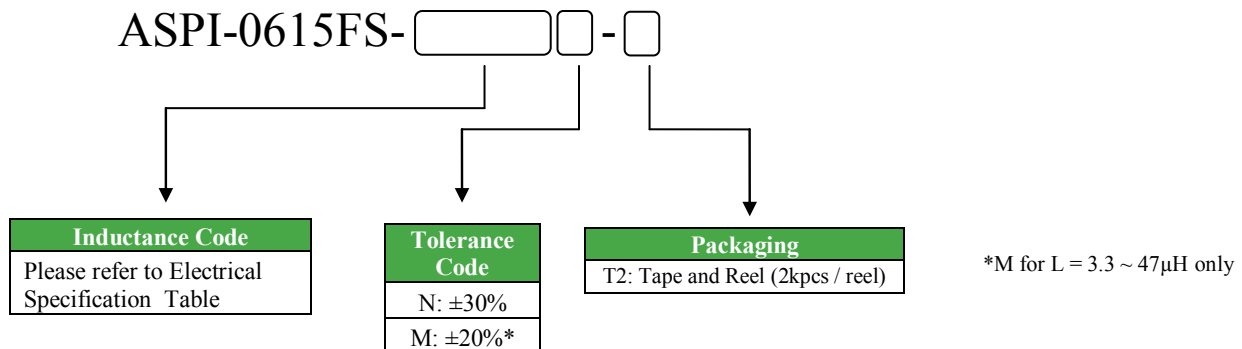 ASPI-0615FS- -
Inductance Code
Please refer to Electrical
Specification Table
Tolerance
Code
N: ±30%
M: ±20%*
Packaging
T2: Tape and Reel (2kpcs / reel)
*M for L = 3.3 ~ 47µH only